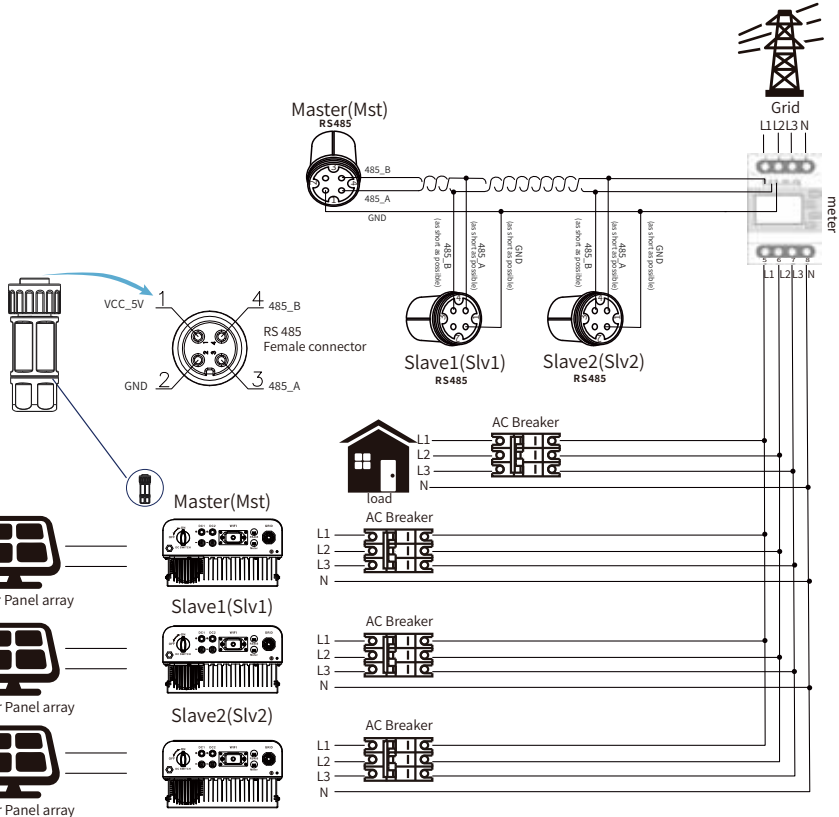 Grid
L1L2L3 N
meter
5 6 7 8
L1 L2L3 N
Master(Mst)
RS485
485_B
485_A
GND
485_B
(as short as possible)
485_A
(as short as possible)
GND
(as short as possible)
485_B
(as short as possible)
485_A
(as short as possible)
GND
(as short as possible)
Slave1(Slv1)
RS485
Slave2(Slv2)
RS485
VCC_5V 1
4 485_B
RS 485
Female connector
GND 2
3 485_A
AC Breaker
L1
L2
L3
N
load
Master(Mst)
AC Breaker
L1
L2
L3
N
r Panel array
Slave1(Slv1)
AC Breaker
L1
L2
L3
N
r Panel array
Slave2(Slv2)
AC Breaker
L1
L2
L3
N
r Panel array